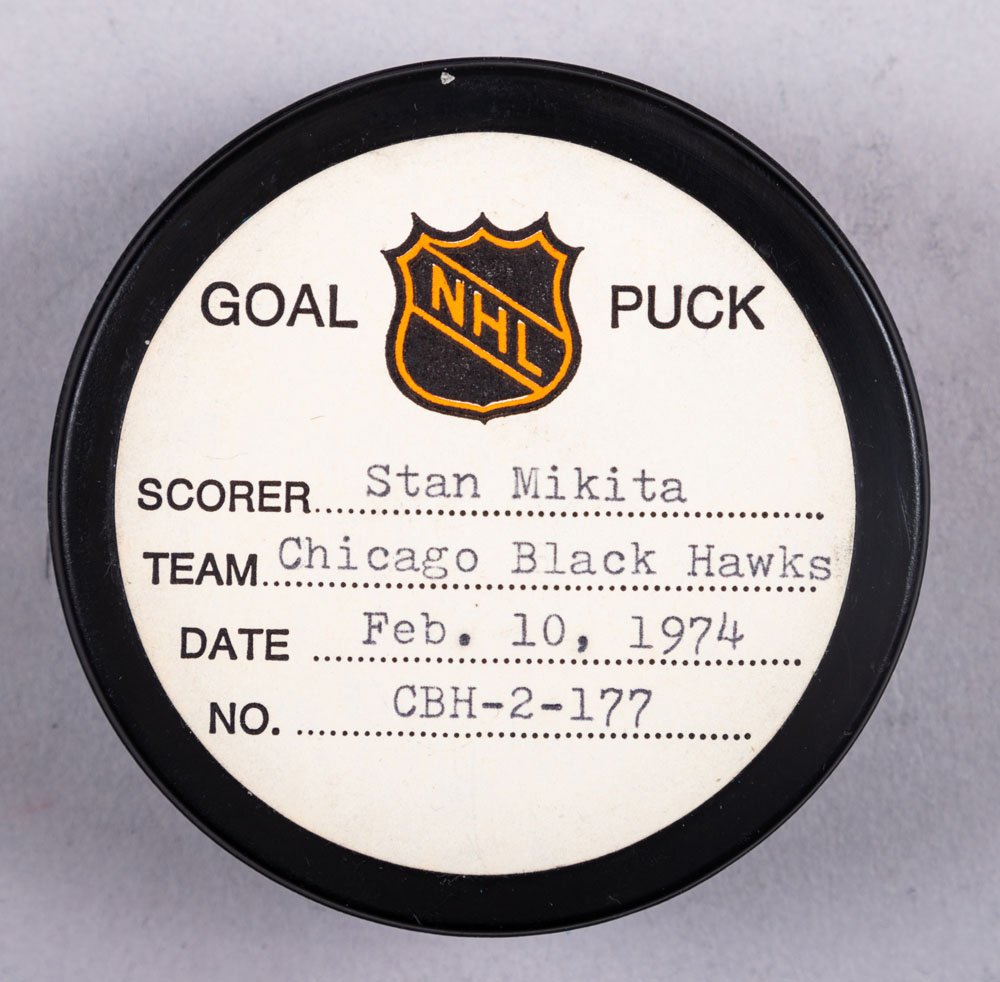 GOAL NHL PUCK
SCORER Stan Mikita
TEAM Chicago Black Hawks
DATE Feb. 10, 1974
NO. CBH-2-177